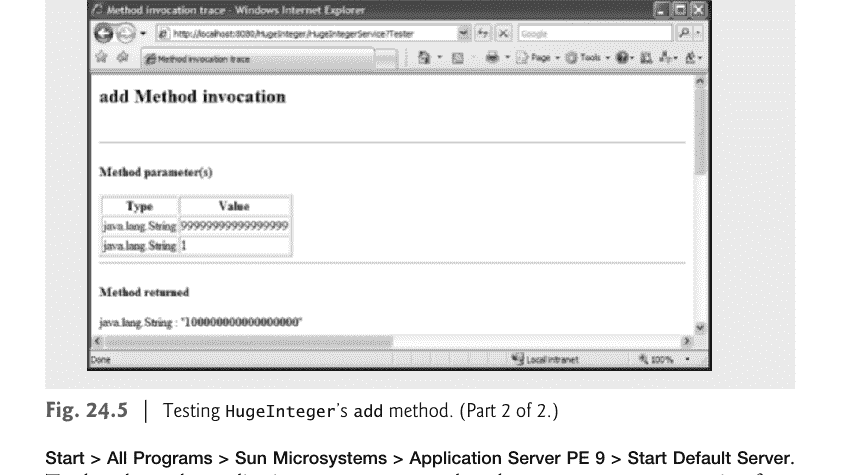 Method invocation trace - Windows Internet Explorer
http://localhost:8080/HugeInteger/HugeIntegerService?Tester
Google
Method invocation trace
Page
Tools
add Method invocation
Method parameter(s)
Type Value
java.lang.String
java.lang.String 1
Method returned
java.lang.String :
Done
Local intranet
100%
Fig. 24.5 | Testing HugeInteger's add method. (Part 2 of 2.)
Start > All Programs > Sun Microsystems > Application Server PE 9 > Start Default Server.